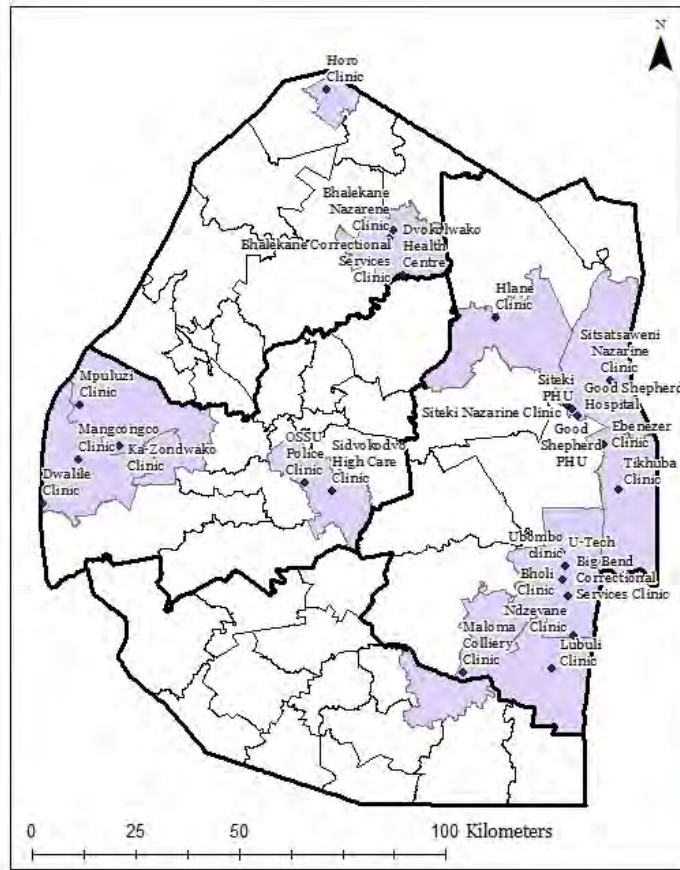 N
Horo
Clinic
Bhalekane
Nazarene
Clinic
Dvokolwako
Health
Centre
Bhalekane Correctional
Services
Clinic
Hlane
Clinic
Sitsatsaweni
Nazarine
Clinic
Siteki
PHU
Good Shepherd
Hospital
Siteki Nazarine Clinic
Good
Shepherd
PHU
Ebenezer
Clinic
Tikhuba
Clinic
Mpuluzi
Clinic
Mangcongco
Clinic
Ka-Zondwako
Clinic
Dwalile
Clinic
OSSU
Police
Clinic
Sidvokodvo
High Care
Clinic
Ubombo
clinic
U-Tech
Big Bend
Correctional
Services Clinic
Bholi
Clinic
Ndzevane
Clinic
Maloma
Colliery
Clinic
Lubuli
Clinic
0 25 50 100 Kilometers